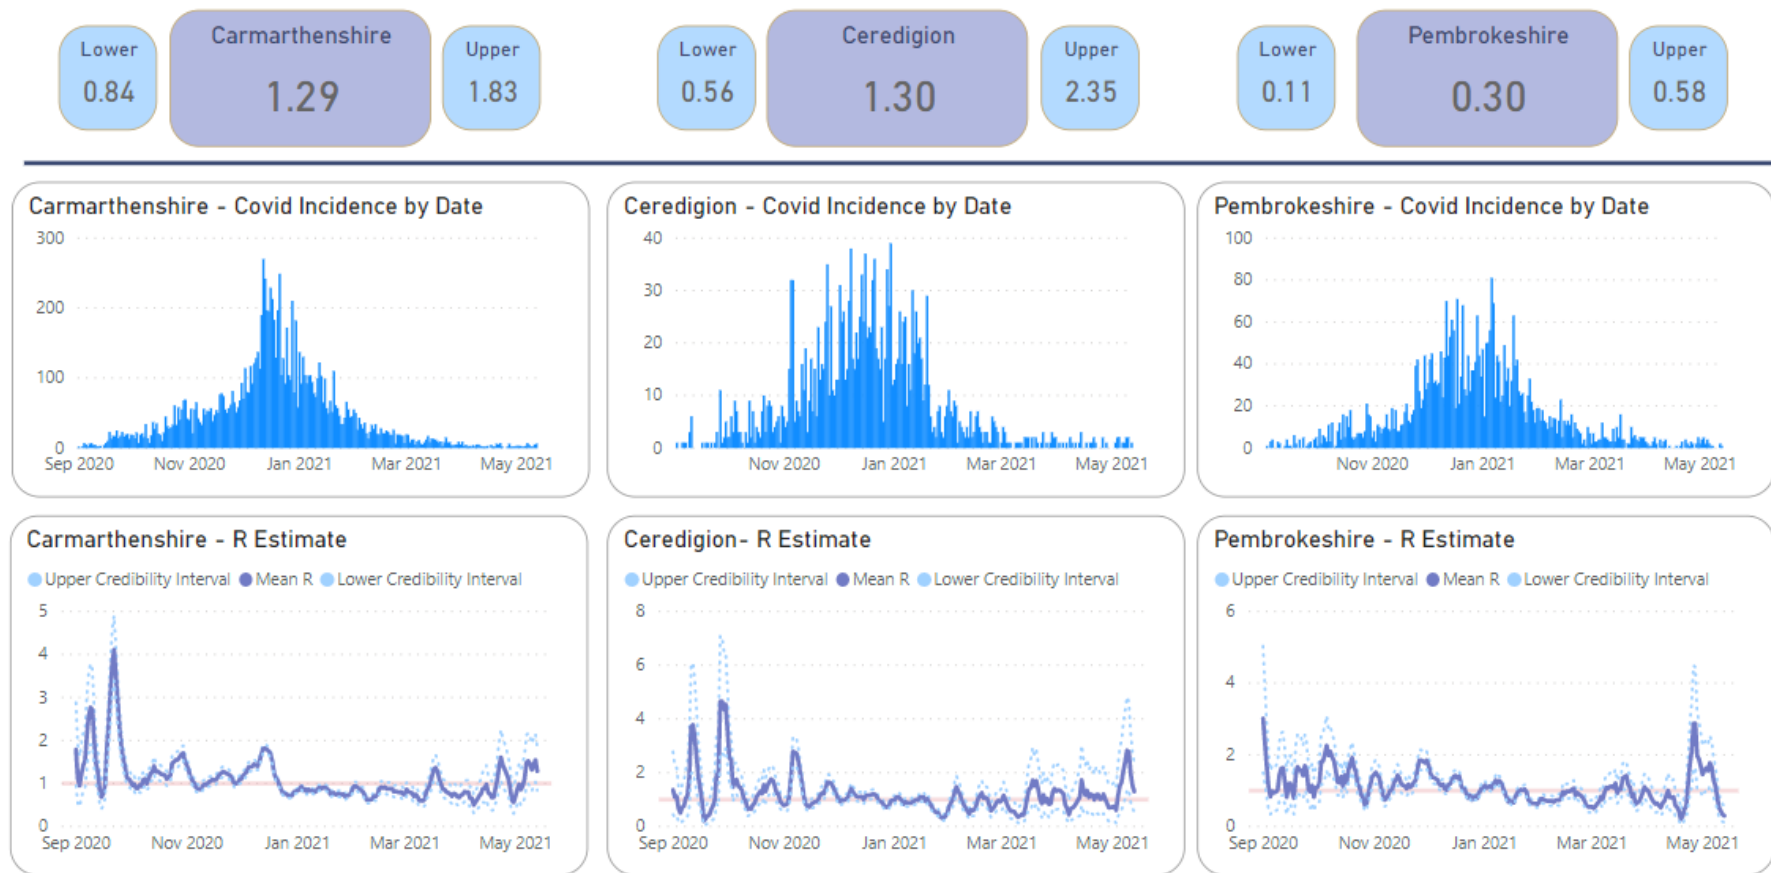 Lower
0.84
Carmarthenshire
1.29
Upper
1.83
Lower
0.56
Ceredigion
1.30
Upper
2.35
Lower
0.11
Pembrokeshire
0.30
Upper
0.58
Carmarthenshire - Covid Incidence by Date
300
200
100
0
Sep 2020 Nov 2020 Jan 2021 Mar 2021 May 2021
Ceredigion - Covid Incidence by Date
40
30
20
10
0
Nov 2020 Jan 2021 Mar 2021 May 2021
Pembrokeshire - Covid Incidence by Date
100
80
60
40
20
0
Nov 2020 Jan 2021 Mar 2021 May 2021
Carmarthenshire - R Estimate
Upper Credibility Interval Mean R Lower Credibility Interval
5
4
3
2
1
0
Sep 2020 Nov 2020 Jan 2021 Mar 2021 May 2021
Ceredigion- R Estimate
Upper Credibility Interval Mean R Lower Credibility Interval
8
6
4
2
0
Sep 2020 Nov 2020 Jan 2021 Mar 2021 May 2021
Pembrokeshire - R Estimate
Upper Credibility Interval Mean R Lower Credibility Interval
6
4
2
0
Sep 2020 Nov 2020 Jan 2021 Mar 2021 May 2021